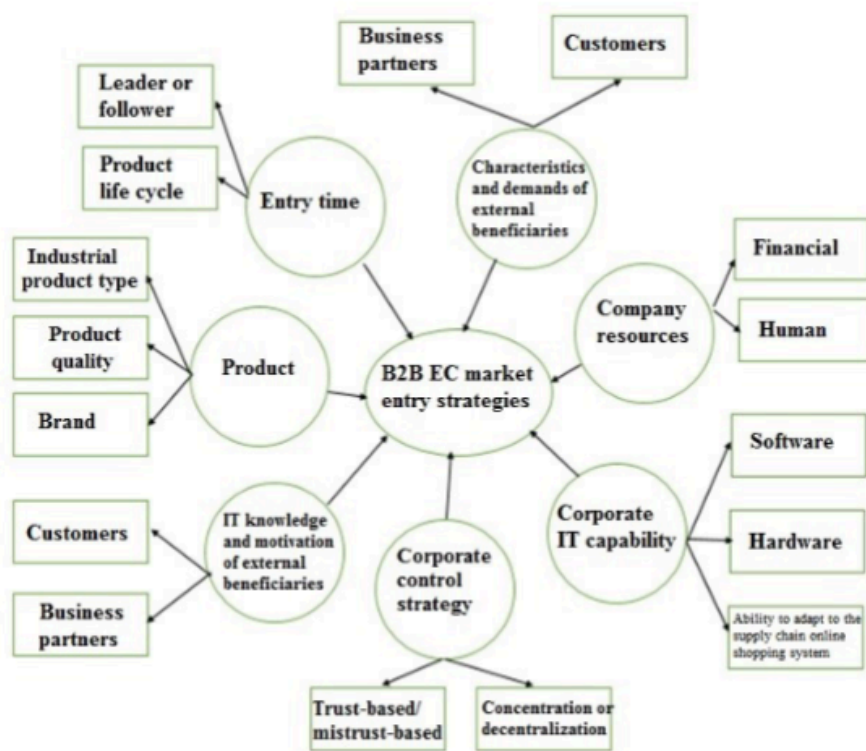 Business
partners
Customers
Leader or
follower
Product
life cycle
Entry time
Characteristics
and demands of
external
beneficiaries
Industrial
product type
Product
quality
Brand
Product
B2B EC market
entry strategies
Company
resources
Financial
Human
Customers
Business
partners
IT knowledge
and motivation
of external
beneficiaries
Corporate
control
strategy
Corporate
IT capability
Software
Hardware
Ability to adapt to the
supply chain online
shopping system
Trust-based/
mistrust-based
Concentration or
decentralization